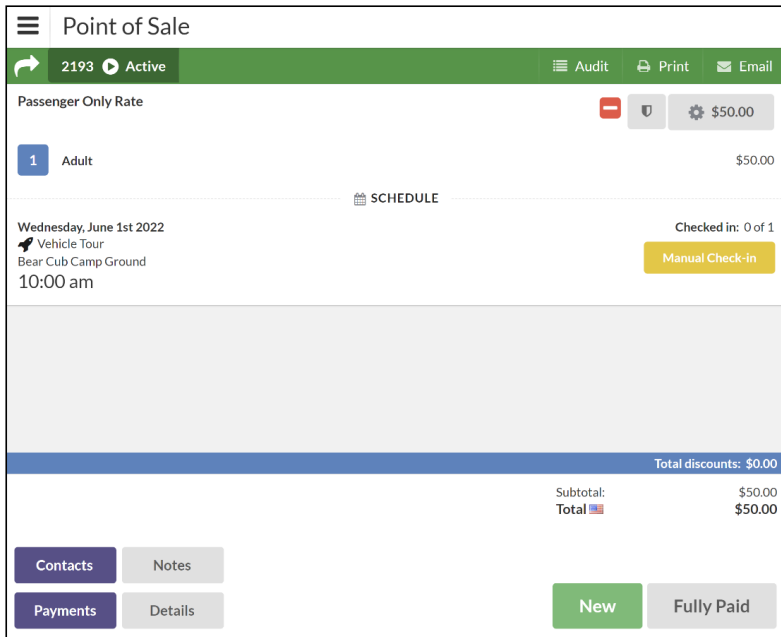 Point of Sale
2193 Active Audit Print Email
Passenger Only Rate $50.00
1 Adult $50.00
SCHEDULE
Wednesday, June 1st 2022 Checked in: 0 of 1
Vehicle Tour
Manual Check-in
Bear Cub Camp Ground
10:00 am
Total discounts: $0.00
Subtotal: $50.00
Total $50.00
Contacts Notes
Payments Details New Fully Paid